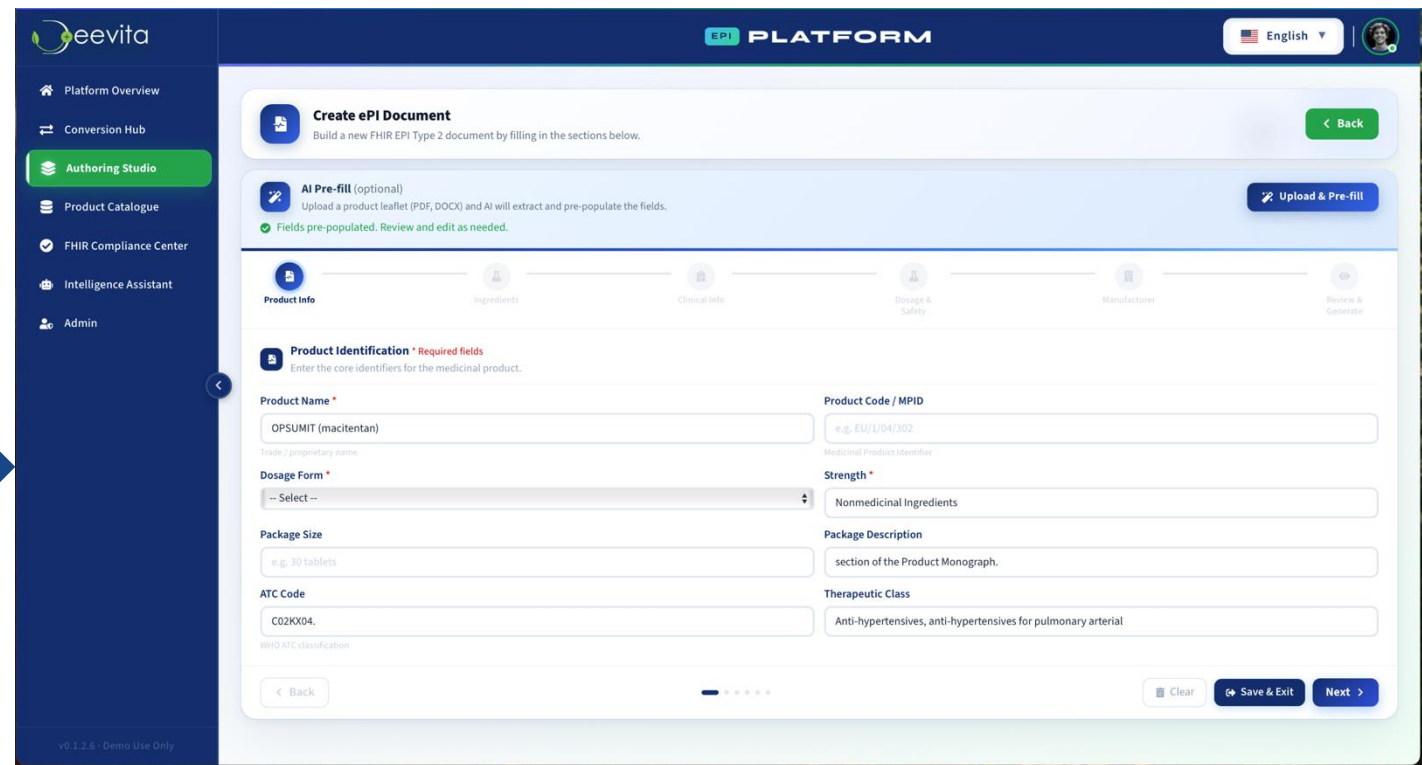 Deevita
EPI PLATFORM
English ▼
Platform Overview
Conversion Hub
Authoring Studio
Product Catalogue
FHIR Compliance Center
Intelligence Assistant
Admin
v0.1.2.6 - Demo Use Only
Create ePI Document
Build a new FHIR EPI Type 2 document by filling in the sections below.
< Back
AI Pre-fill (optional)
Upload a product leaflet (PDF, DOCX) and AI will extract and pre-populate the fields.
Fields pre-populated. Review and edit as needed.
Upload & Pre-fill
Product Info
Ingredients
Clinical Info
Dosage &
Safety
Manufacturer
Review &
Generate
Product Identification * Required fields
Enter the core identifiers for the medicinal product.
Product Name *
OPSUMIT (macitentan)
Trade / proprietary name
Product Code / MPID
e.g. EU/1/04/302
Medicinal Product Identifier
Dosage Form *
-- Select --
Strength *
Nonmedicinal Ingredients
Package Size
e.g. 30 tablets
Package Description
section of the Product Monograph.
ATC Code
C02KX04.
WHO ATC classification
Therapeutic Class
Anti-hypertensives, anti-hypertensives for pulmonary arterial
< Back
Clear
Save & Exit
Next >